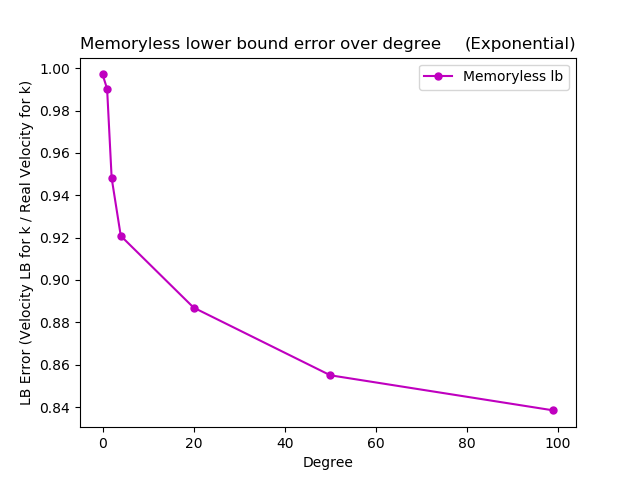 Memoryless lower bound error over degree    (Exponential)
Memoryless lb
LB Error (Velocity LB for k / Real Velocity for k)
1.00
0.98
0.96
0.94
0.92
0.90
0.88
0.86
0.84
0 20 40 60 80 100
Degree